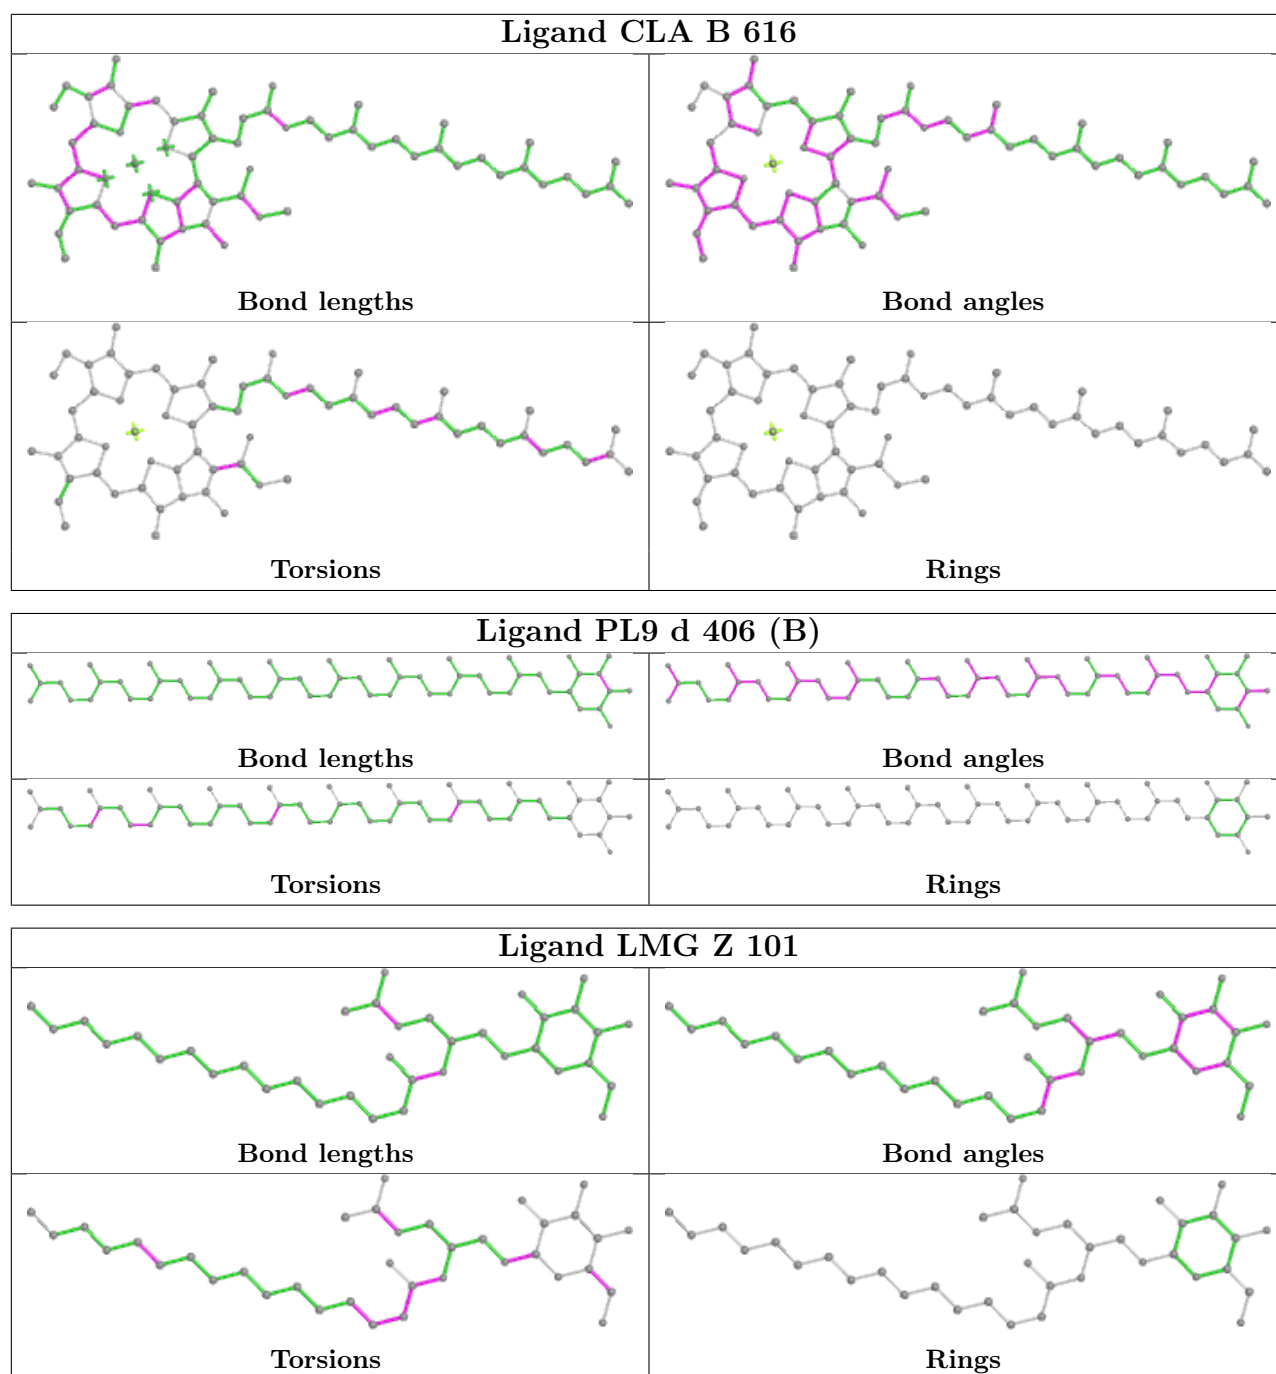 Ligand CLA B 616
Bond lengths
Bond angles
Torsions
Rings
Ligand PL9 d 406 (B)
Bond lengths
Bond angles
Torsions
Rings
Ligand LMG Z 101
Bond lengths
Bond angles
Torsions
Rings